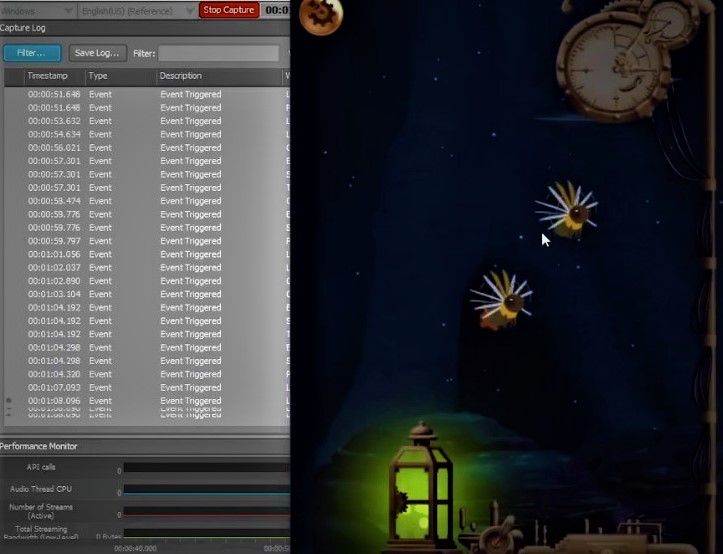 Windows English(US) (Reference) Stop Capture 00:0
Capture Log
Filter... Save Log... Filter:
Timestamp Type Description
00:00:51.648 Event Event Triggered L
00:00:51.648 Event Event Triggered
00:00:53.632 Event Event Triggered L
00:00:54.634 Event Event Triggered L
00:00:56.021 Event Event Triggered
00:00:57.301 Event Event Triggered
00:00:57.301 Event Event Triggered
00:00:57.301 Event Event Triggered
00:00:58.474 Event Event Triggered
00:00:59.776 Event Event Triggered
00:00:59.776 Event Event Triggered
00:00:59.797 Event Event Triggered
00:01:01.056 Event Event Triggered L
00:01:02.037 Event Event Triggered L
00:01:02.890 Event Event Triggered
00:01:03.104 Event Event Triggered
00:01:04.192 Event Event Triggered
00:01:04.192 Event Event Triggered
00:01:04.192 Event Event Triggered
00:01:04.298 Event Event Triggered
00:01:04.298 Event Event Triggered
00:01:04.320 Event Event Triggered
00:01:07.093 Event Event Triggered L
00:01:08.096 Event Event Triggered L
Performance Monitor
API calls 0
Audio Thread CPU 0
Number of Streams
(Active) 0
Total Streaming
Bandwidth (Low-Level) 0 Bytes
00:00:40.000 00:00:5